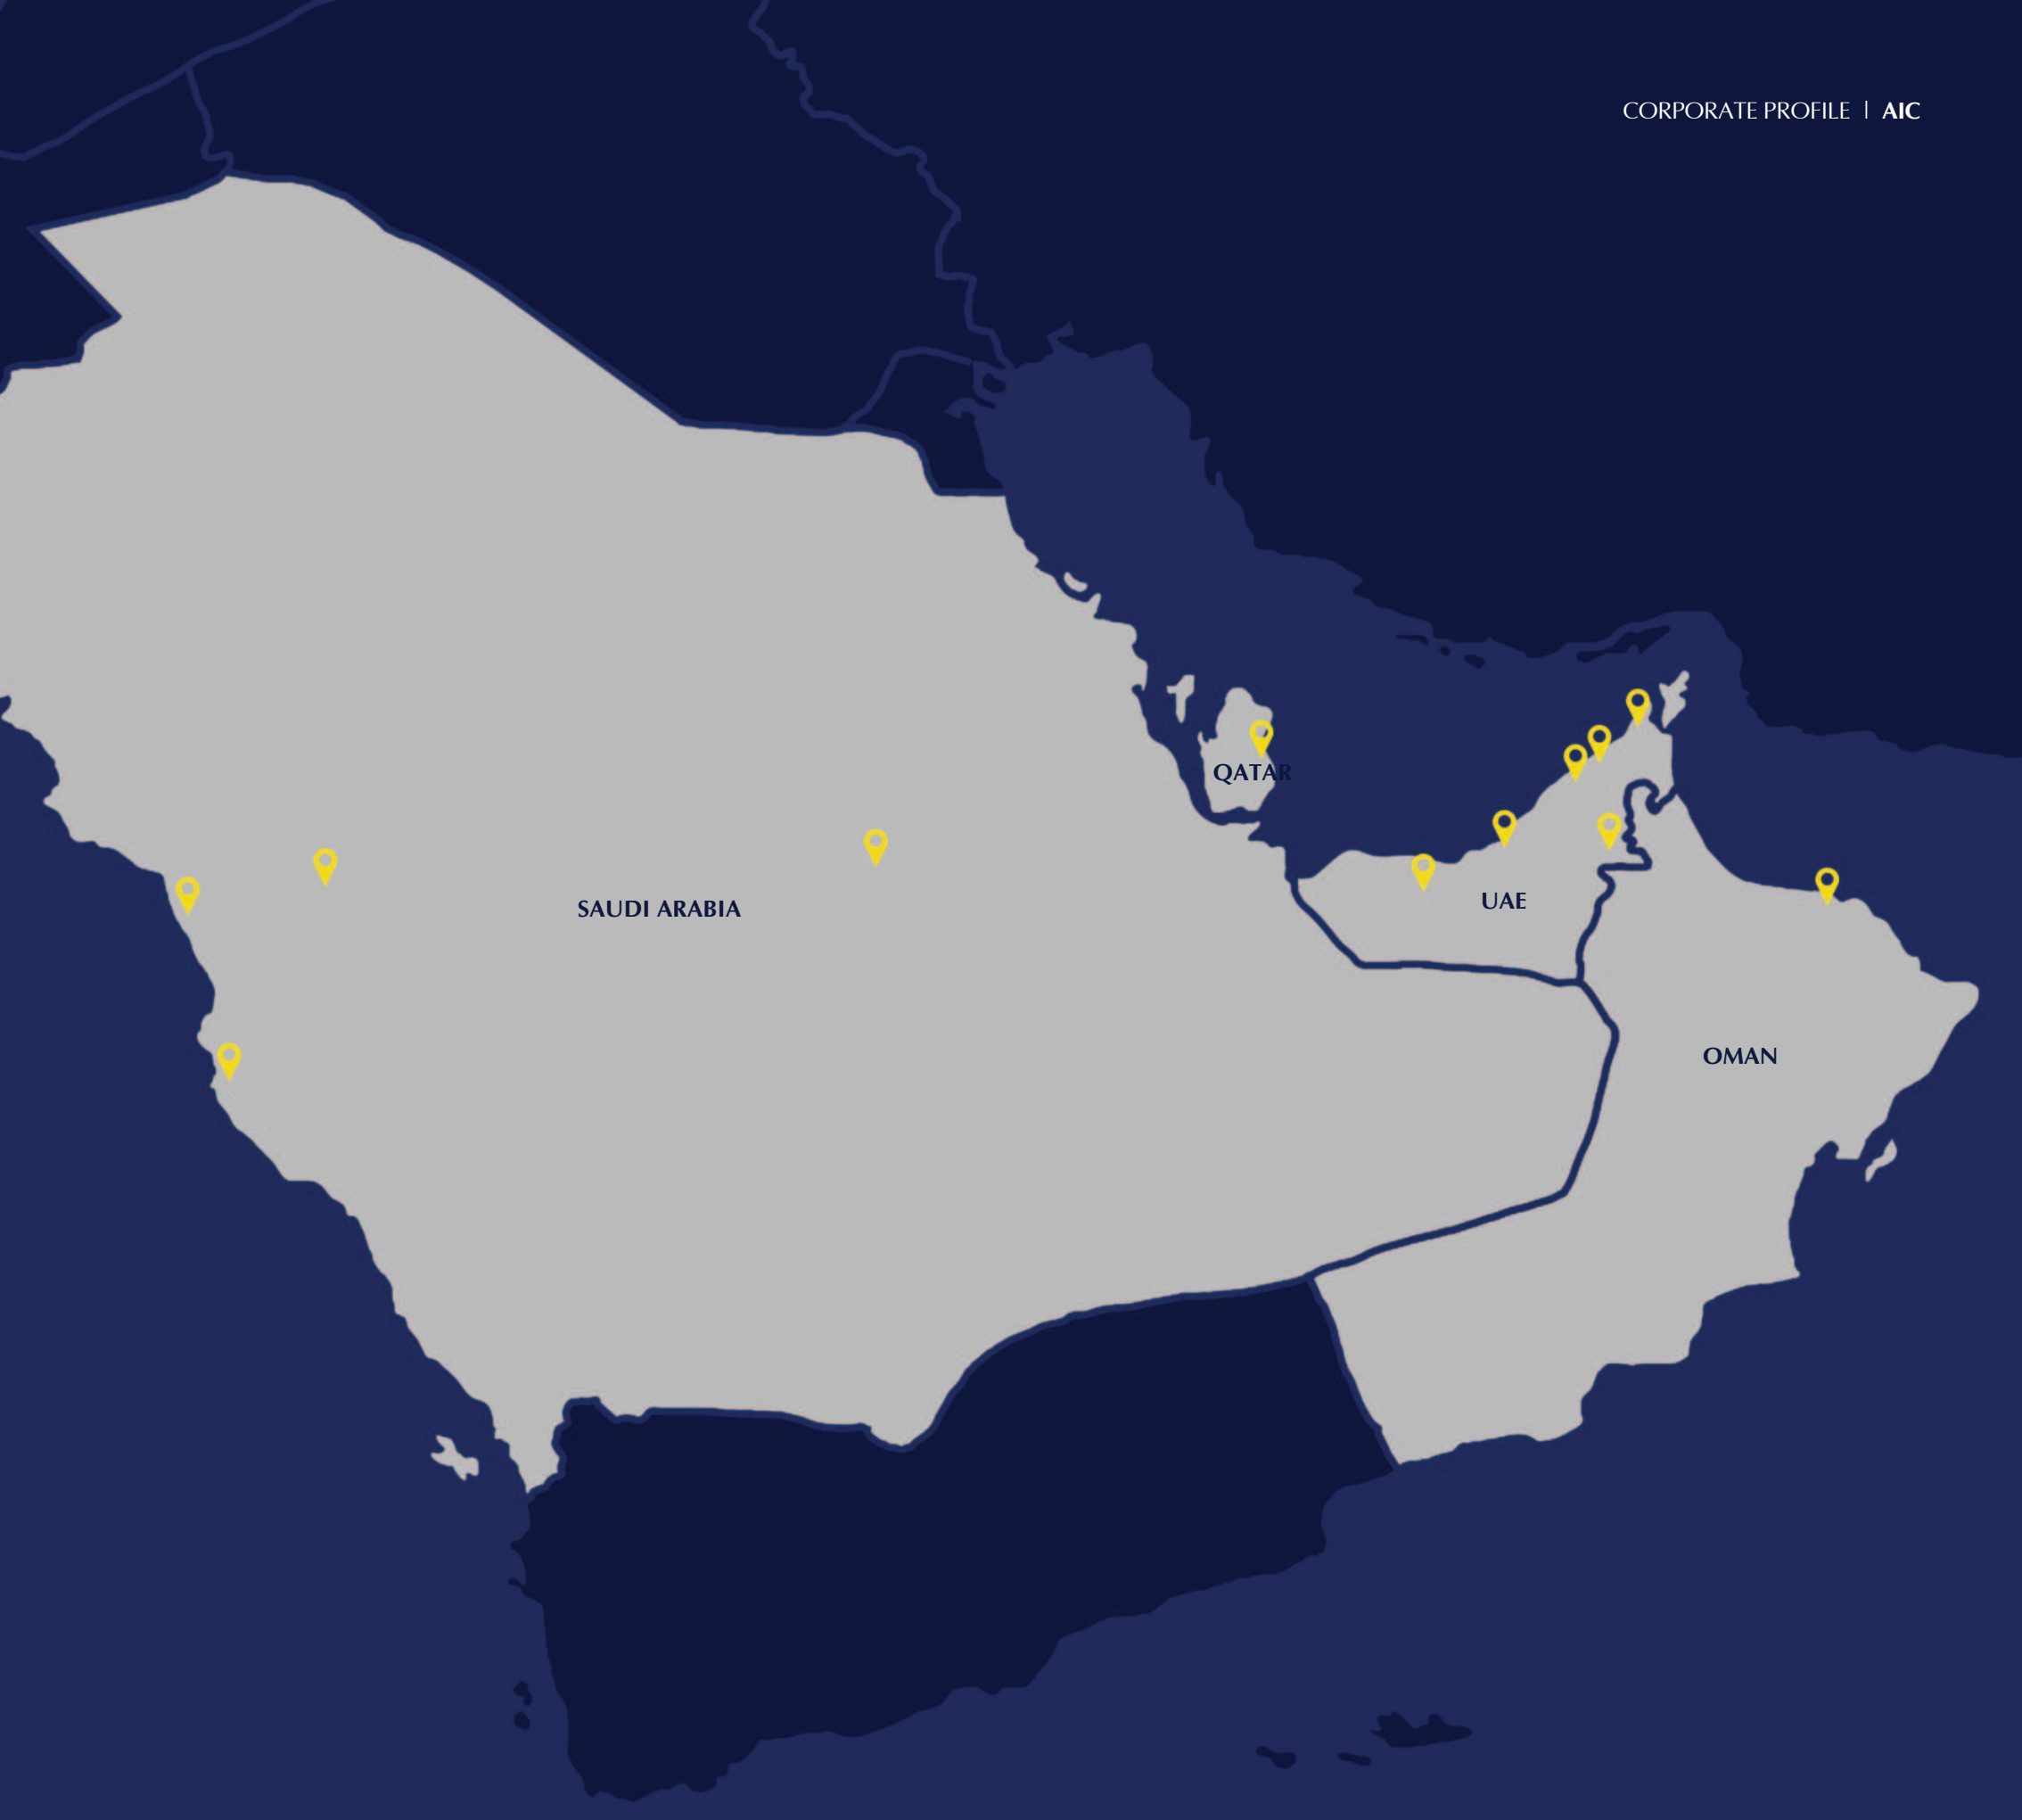 CORPORATE PROFILE | AIC
QATAR
SAUDI ARABIA
UAE
OMAN